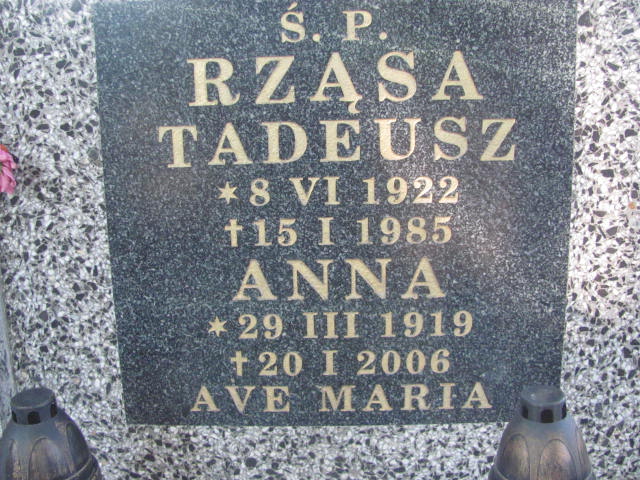 Ś. P.
RZĄSA
TADEUSZ
✶ 8 VI 1922
† 15 I 1985
ANNA
✶ 29 III 1919
† 20 I 2006
AVE MARIA